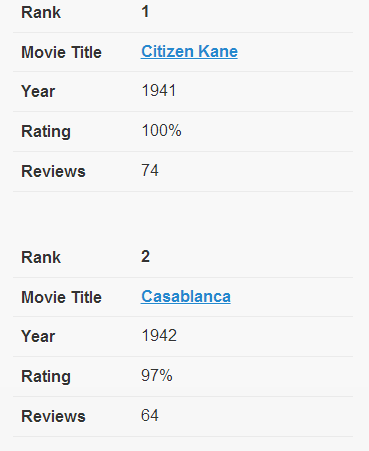 Rank 1
Movie Title Citizen Kane
Year 1941
Rating 100%
Reviews 74
Rank 2
Movie Title Casablanca
Year 1942
Rating 97%
Reviews 64